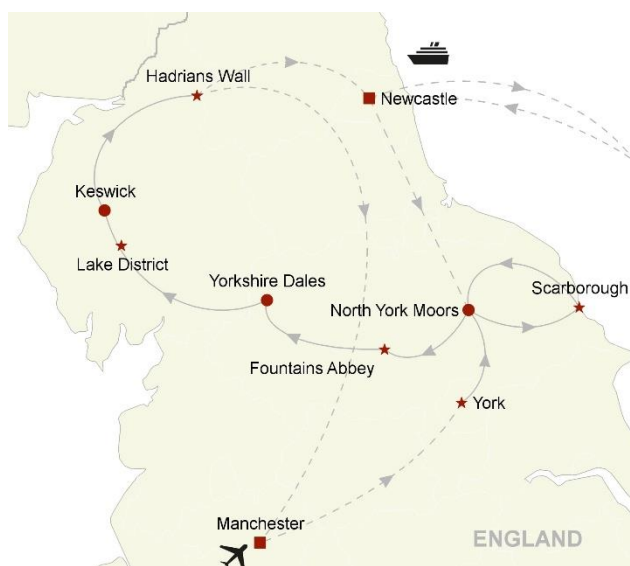 Hadrians Wall
Newcastle
Keswick
Lake District
Yorkshire Dales
Scarborough
North York Moors
Fountains Abbey
York
Manchester
ENGLAND